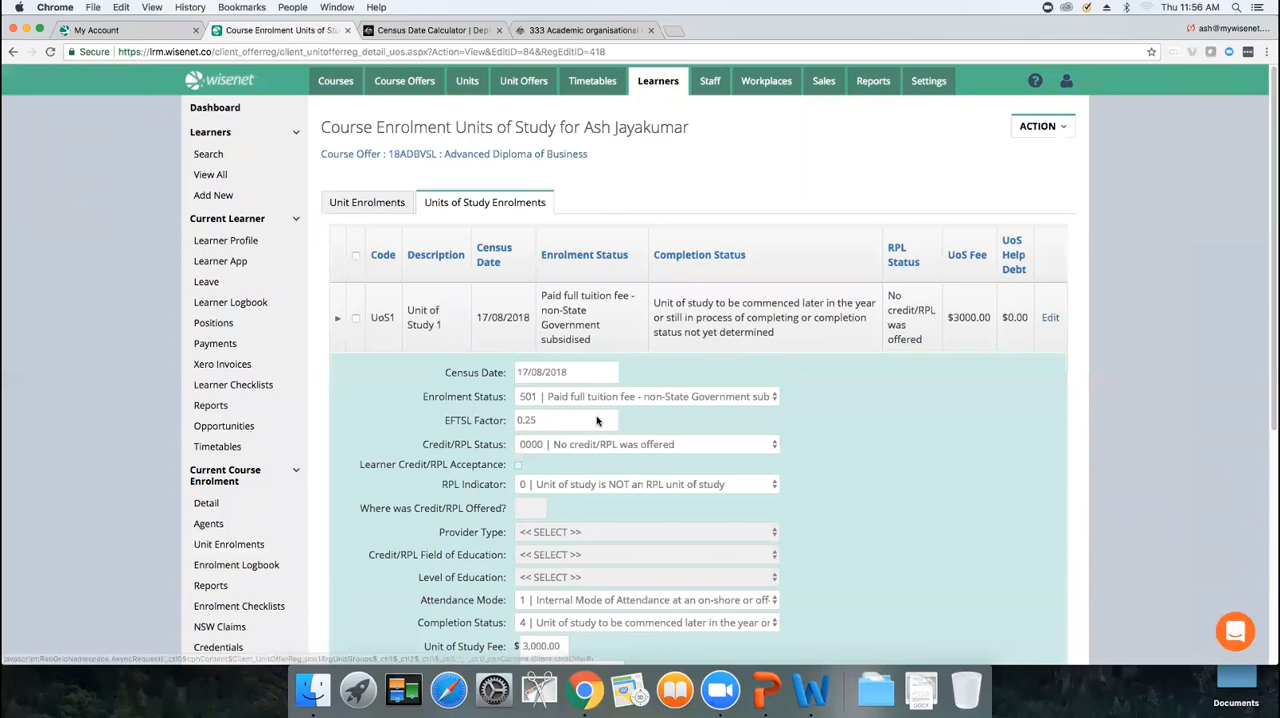 Chrome File Edit View History Bookmarks People Window Help Thu 11:56 AM
My Account Course Enrolment Units of St Census Date Calculator | Dep 333 Academic organisational
ash@mywisenet....
Secure https://lrm.wisenet.co/client_offerreg/client_unitofferreg_detail_uos.aspx?Action=View&EditID=84&RegEditID=418
wisenet Courses Course Offers Units Unit Offers Timetables Learners Staff Workplaces Sales Reports Settings
Dashboard
Learners
Search
View All
Add New
Current Learner
Learner Profile
Learner App
Leave
Learner Logbook
Positions
Payments
Xero Invoices
Learner Checklists
Reports
Opportunities
Timetables
Current Course
Enrolment
Detail
Agents
Unit Enrolments
Enrolment Logbook
Reports
Enrolment Checklists
NSW Claims
Credentials
Course Enrolment Units of Study for Ash Jayakumar
ACTION
Course Offer : 18ADBVSL : Advanced Diploma of Business
Unit Enrolments Units of Study Enrolments
Code Description Census Date Enrolment Status Completion Status RPL Status UoS Fee UoS Help Debt
UoS1 Unit of Study 1 17/08/2018 Paid full tuition fee - non-State Government subsidised Unit of study to be commenced later in the year or still in process of completing or completion status not yet determined No credit/RPL was offered $3000.00 $0.00 Edit
Census Date: 17/08/2018
Enrolment Status: 501 | Paid full tuition fee - non-State Government sub
EFTSL Factor: 0.25
Credit/RPL Status: 0000 | No credit/RPL was offered
Learner Credit/RPL Acceptance:
RPL Indicator: 0 | Unit of study is NOT an RPL unit of study
Where was Credit/RPL Offered?
Provider Type: << SELECT >>
Credit/RPL Field of Education: << SELECT >>
Level of Education: << SELECT >>
Attendance Mode: 1 | Internal Mode of Attendance at an on-shore or off-
Completion Status: 4 | Unit of study to be commenced later in the year or
Unit of Study Fee: $ 3,000.00
Documents